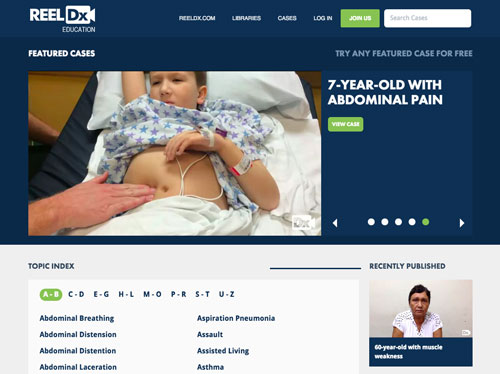 REEL Dx
EDUCATION
REELDX.COM LIBRARIES CASES LOG IN JOIN US Search Cases
FEATURED CASES
TRY ANY FEATURED CASE FOR FREE
7-YEAR-OLD WITH
ABDOMINAL PAIN
VIEW CASE
REEL Dx
TOPIC INDEX
A - B C - D E - G H - L M - O P - R S - T U - Z
Abdominal Breathing
Abdominal Distension
Abdominal Distention
Abdominal Laceration
Aspiration Pneumonia
Assault
Assisted Living
Asthma
RECENTLY PUBLISHED
60-year-old with muscle
weakness